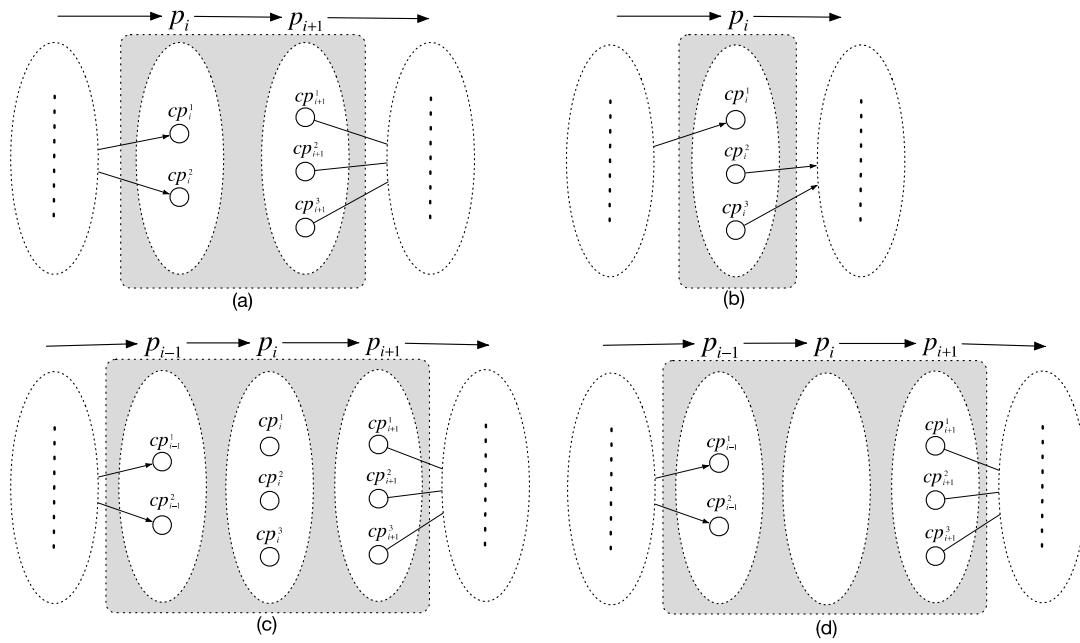 p_i p_{i+1}
cp_i^1 cp_{i+1}^1
cp_i^2 cp_{i+1}^2
cp_{i+1}^3
(a)
p_i
cp_i^1
cp_i^2
cp_i^3
(b)
p_{i-1} p_i p_{i+1}
cp_{i-1}^1 cp_i^1 cp_{i+1}^1
cp_{i-1}^2 cp_i^2 cp_{i+1}^2
cp_i^3 cp_{i+1}^3
(c)
p_{i-1} p_i p_{i+1}
cp_{i-1}^1 cp_{i+1}^1
cp_{i-1}^2 cp_{i+1}^2
cp_{i+1}^3
(d)